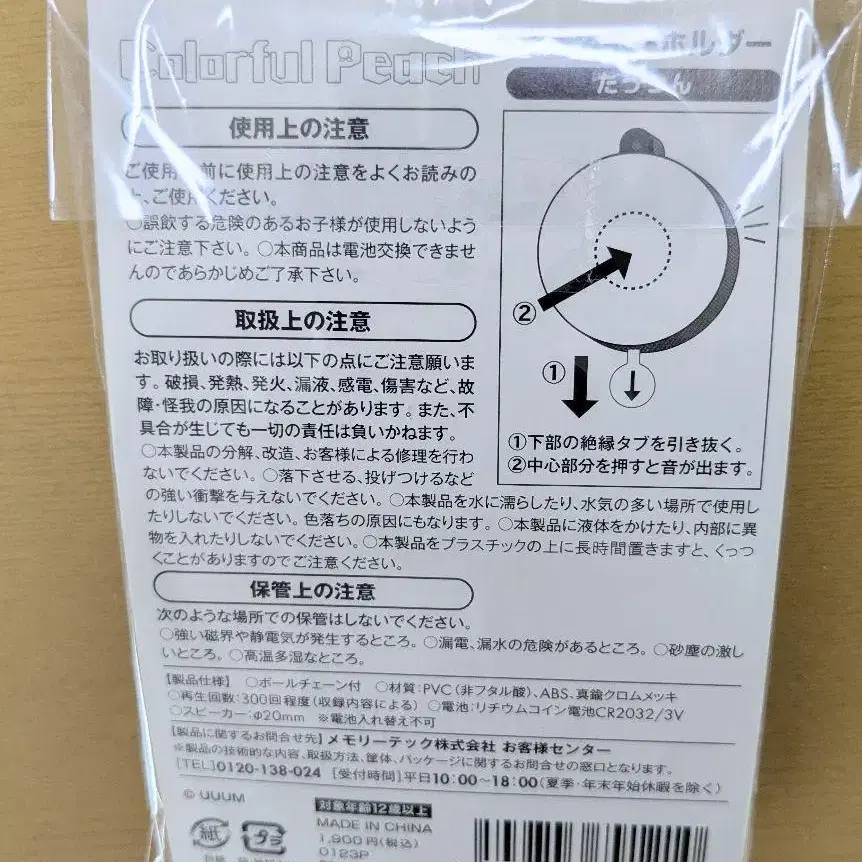 Colorful Peach
ホルダー
使用上の注意
ご使用 前に使用上の注意をよくお読みの
上、ご使用ください。
○誤飲する危険のあるお子様が使用しないよう
にご注意下さい。○本商品は電池交換できませ
んのであらかじめご了承下さい。
②
①
①下部の絶縁タブを引き抜く。
②中心部分を押すと音が出ます。
取扱上の注意
お取り扱いの際には以下の点にご注意願いま
す。破損、発熱、発火、漏液、感電、傷害など、故
障・怪我の原因になることがあります。また、不
具合が生じても一切の責任は負いかねます。
○本製品の分解、改造、お客様による修理を行わ
ないでください。○落下させる、投げつけるなど
の強い衝撃を与えないでください。○本製品を水に濡らしたり、水気の多い場所で使用し
たりしないでください。色落ちの原因にもなります。○本製品に液体をかけたり、内部に異
物を入れたりしないでください。○本製品をプラスチックの上に長時間置きますと、くっつ
くことがありますのでご注意ください。
保管上の注意
次のような場所での保管はしないでください。
○強い磁界や静電気が発生するところ。○漏電、漏水の危険があるところ。○砂塵の激し
いところ。○高温多湿なところ。
【製品仕様】 ○ボールチェーン付 ○材質：PVC（非フタル酸）、ABS、真鍮クロムメッキ
○再生回数：300回程度（収録内容による） ○電池：リチウムコイン電池CR2032/3V
○スピーカー：φ20mm ※電池入れ替え不可
【製品に関するお問合せ先】メモリーテック株式会社 お客様センター
※製品の技術的な内容、取扱方法、筐体、パッケージに関するお問合せの窓口となります。
[TEL]0120-138-024 [受付時間]平日10:00〜18:00（夏季・年末年始休暇を除く）
© UUUM
対象年齢12歳以上
MADE IN CHINA
1,900円（税込）
0123P
紙
プラ